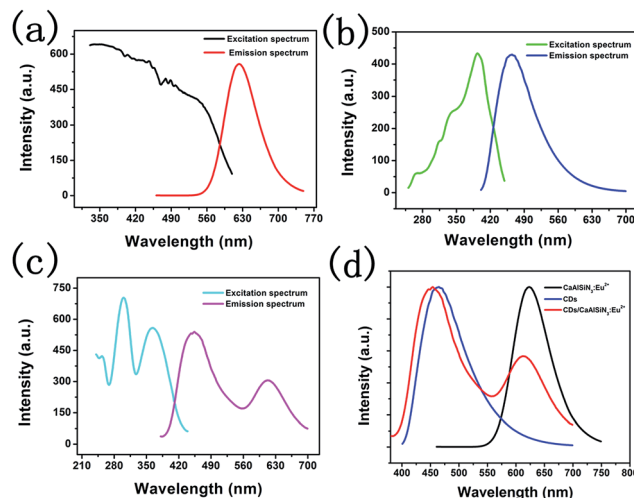 (a)
Excitation spectrum
Emission spectrum
Intensity (a.u.)
600
450
300
150
0
350 420 490 560 630 700 770
Wavelength (nm)
(b)
Excitation spectrum
Emission spectrum
Intensity (a.u.)
500
400
300
200
100
0
280 350 420 490 560 630 700
Wavelength (nm)
(c)
Excitation spectrum
Emission spectrum
Intensity (a.u.)
750
600
450
300
150
0
210 280 350 420 490 560 630 700
Wavelength (nm)
(d)
CaAlSiN₃:Eu²⁺
CDs
CDs/CaAlSiN₃:Eu²⁺
Intensity (a.u.)
400 450 500 550 600 650 700 750 800
Wavelength (nm)